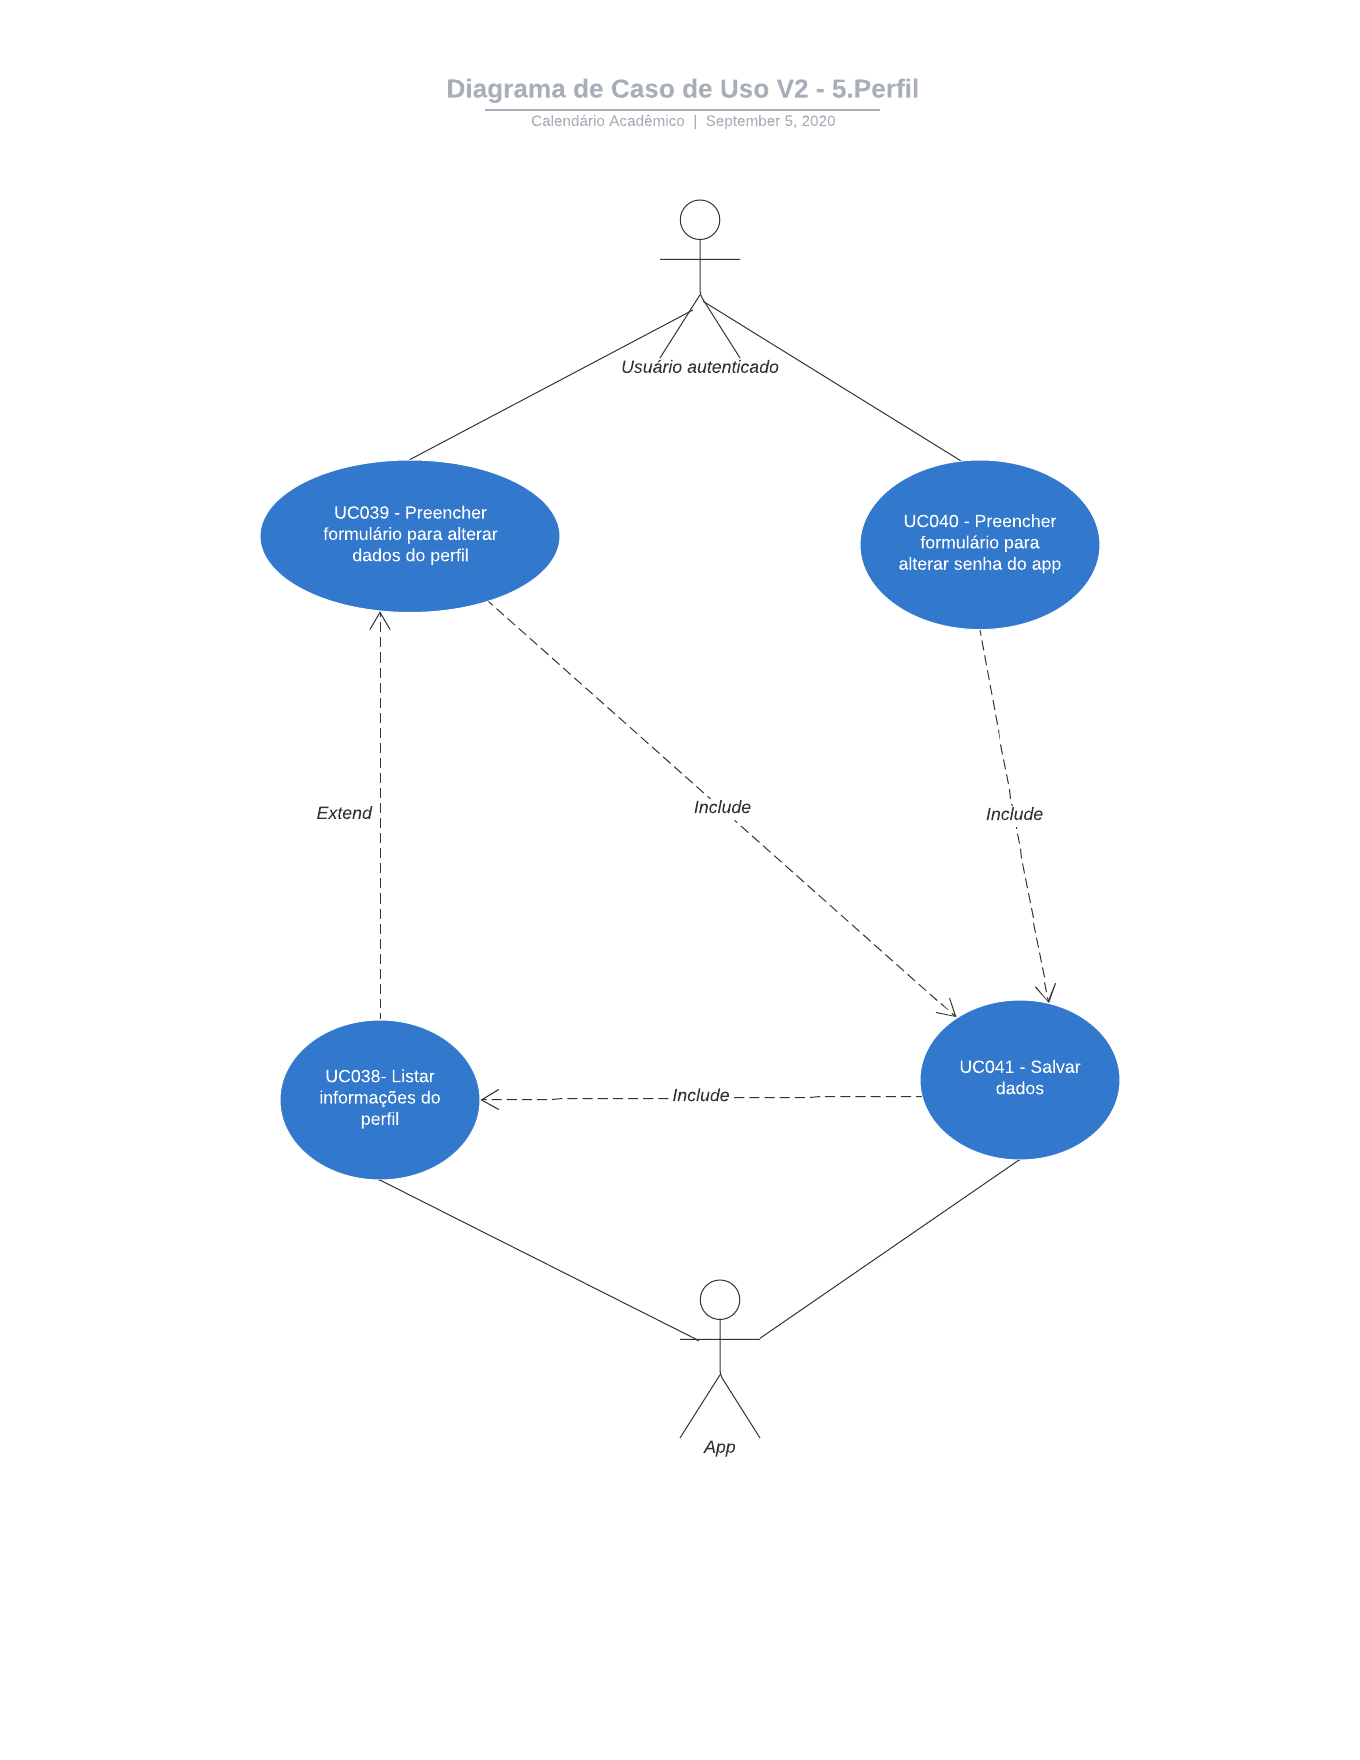 Diagrama de Caso de Uso V2 - 5.Perfil
Calendário Acadêmico | September 5, 2020
Usuário autenticado
UC039 - Preencher
formulário para alterar
dados do perfil
UC040 - Preencher
formulário para
alterar senha do app
Extend
Include
Include
UC038- Listar
informações do
perfil
Include
UC041 - Salvar
dados
App